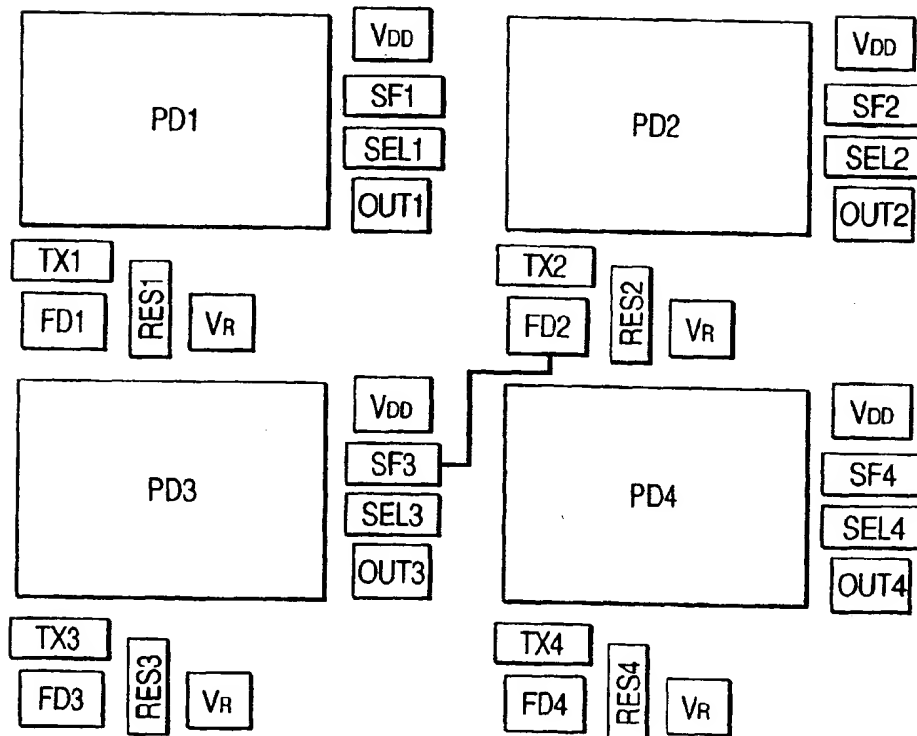 PD1
VDD
SF1
SEL1
OUT1
TX1
FD1
RES1
VR
PD2
VDD
SF2
SEL2
OUT2
TX2
FD2
RES2
VR
PD3
VDD
SF3
SEL3
OUT3
TX3
FD3
RES3
VR
PD4
VDD
SF4
SEL4
OUT4
TX4
FD4
RES4
VR